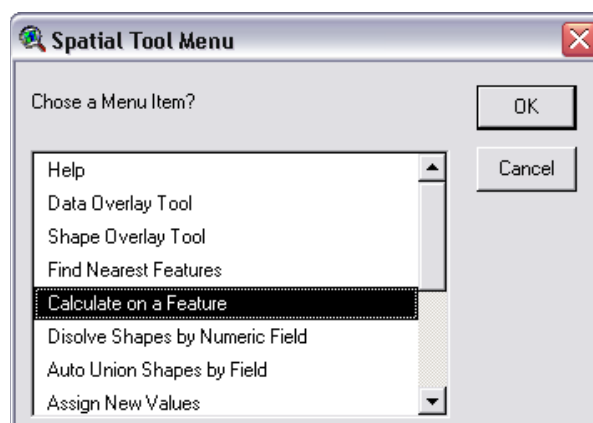 Spatial Tool Menu
Chose a Menu Item?
OK
Cancel
Help
Data Overlay Tool
Shape Overlay Tool
Find Nearest Features
Calculate on a Feature
Disolve Shapes by Numeric Field
Auto Union Shapes by Field
Assign New Values